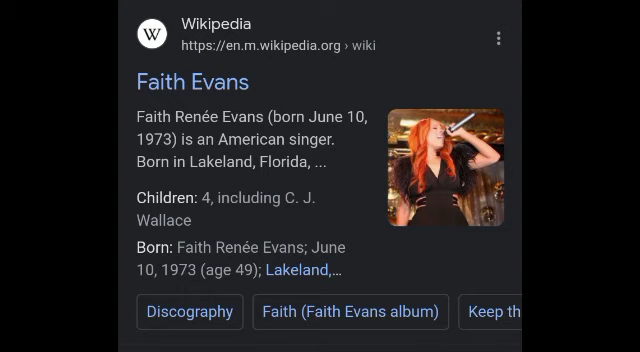 W
Wikipedia
https://en.m.wikipedia.org › wiki
Faith Evans
Faith Renée Evans (born June 10,
1973) is an American singer.
Born in Lakeland, Florida, ...
Children: 4, including C. J.
Wallace
Born: Faith Renée Evans; June
10, 1973 (age 49); Lakeland,...
Discography
Faith (Faith Evans album)
Keep th